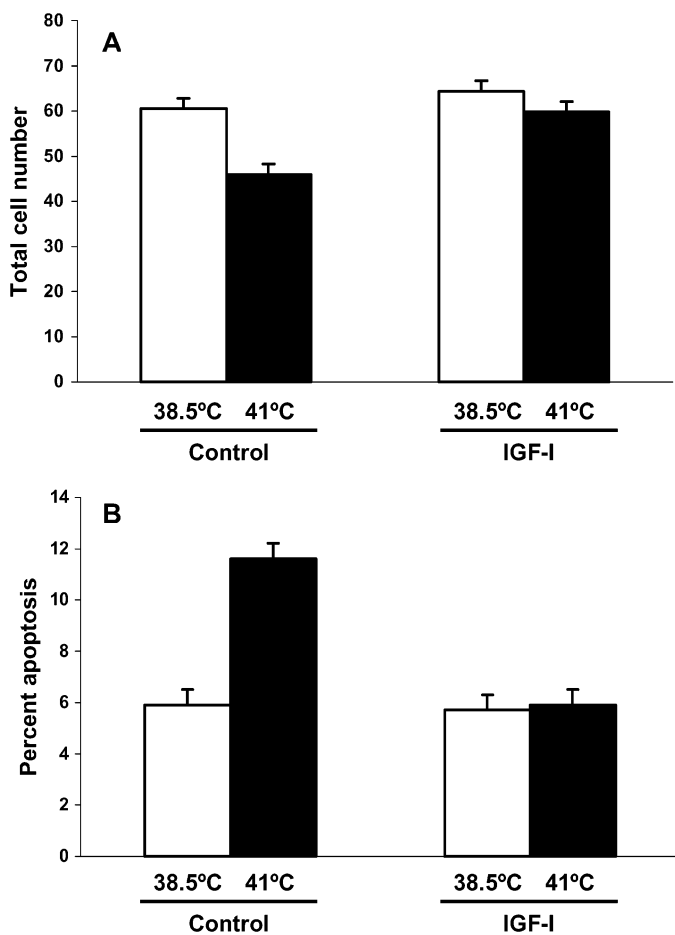 A
Total cell number
80
70
60
50
40
30
20
10
0
38.5ºC 41ºC 38.5ºC 41ºC
Control IGF-I
B
Percent apoptosis
14
12
10
8
6
4
2
0
38.5ºC 41ºC 38.5ºC 41ºC
Control IGF-I